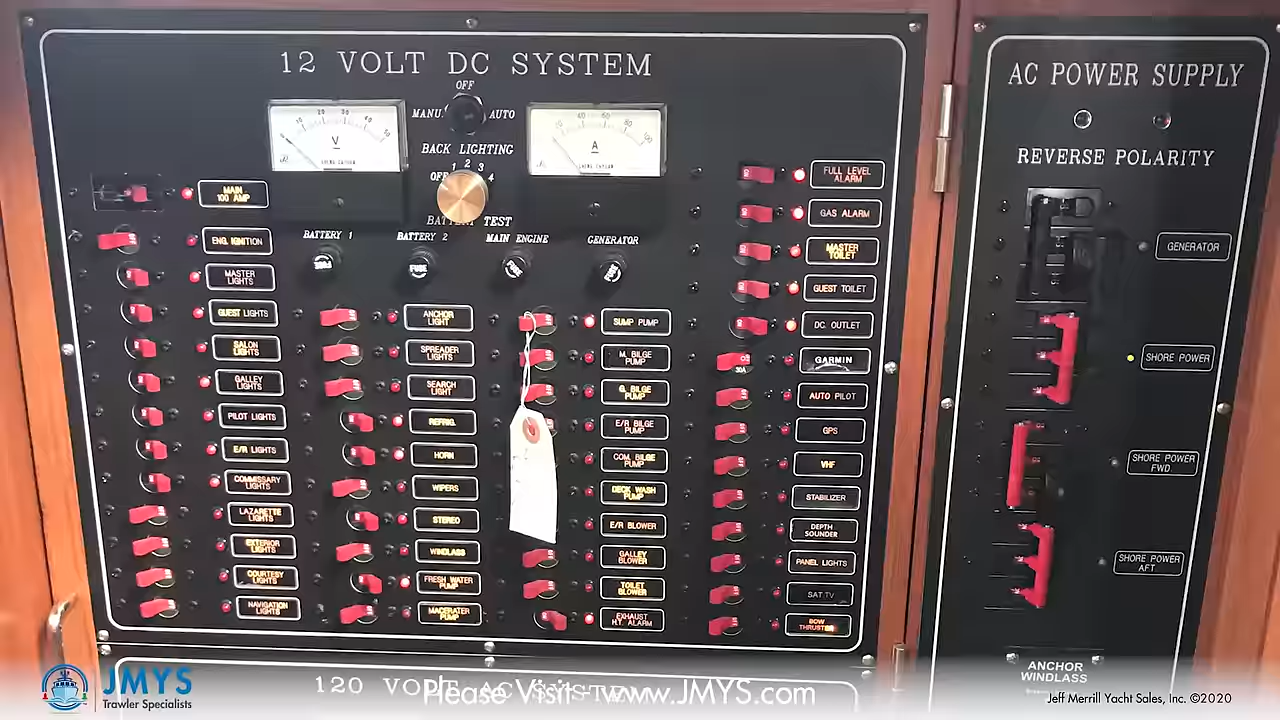 12 VOLT DC SYSTEM
OFF
MANU.
AUTO
BACK LIGHTING
V
A
1 2 3 4
OFF
BATTERY TEST
BATTERY 1
BATTERY 2
MAIN ENGINE
GENERATOR
FUSE
MAIN
100 AMP
ENG. IGNITION
MASTER
LIGHTS
GUEST LIGHTS
SALON
LIGHTS
GALLEY
LIGHTS
PILOT LIGHTS
E/R LIGHTS
COMMISSARY
LIGHTS
LAZARETTE
LIGHTS
EXTERIOR
LIGHTS
COURTESY
LIGHTS
NAVIGATION
LIGHTS
ANCHOR
LIGHT
SPREADER
LIGHTS
SEARCH
LIGHT
REFRIG.
HORN
WIPERS
STEREO
WINDLASS
FRESH WATER
PUMP
MACERATER
PUMP
SUMP PUMP
M. BILGE
PUMP
G. BILGE
PUMP
E/R BILGE
PUMP
COM. BILGE
PUMP
DECK WASH
PUMP
E/R BLOWER
GALLEY
BLOWER
TOILET
BLOWER
EXHAUST
H.T. ALARM
FULL LEVEL
ALARM
GAS ALARM
MASTER
TOILET
GUEST TOILET
DC. OUTLET
GARMIN
30A
AUTO PILOT
GPS
VHF
STABILIZER
DEPTH
SOUNDER
PANEL LIGHTS
SAT TV
BOW
THRUSTER
AC POWER SUPPLY
REVERSE POLARITY
GENERATOR
SHORE POWER
SHORE POWER
FWD
SHORE POWER
AFT
ANCHOR
WINDLASS
120 VOLT AC SYSTEM
JMYS
Trawler Specialists
Please Visit - www.JMYS.com
Jeff Merrill Yacht Sales, Inc. ©2020